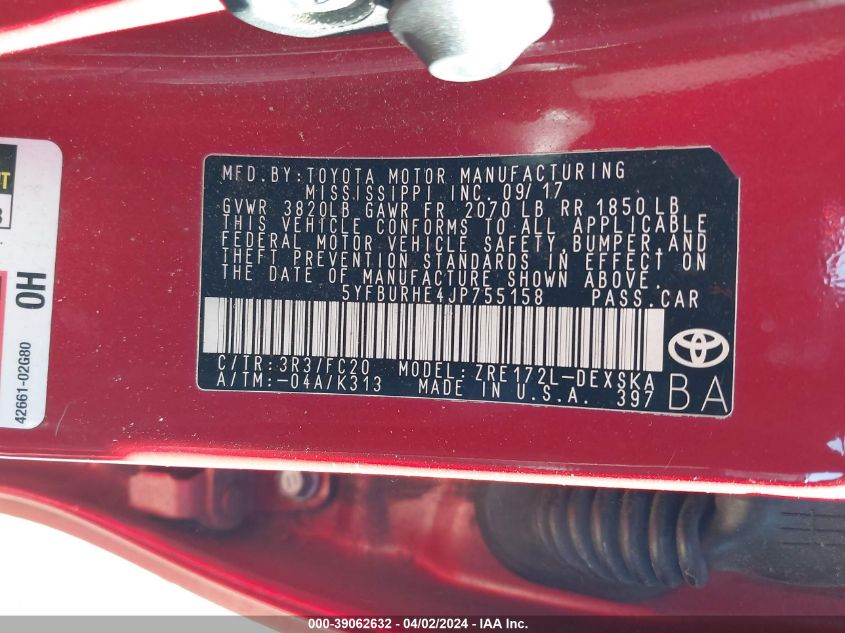 MFD. BY: TOYOTA MOTOR MANUFACTURING
MISSISSIPPI INC. 09/17
GVWR 3820LB GAWR FR 2070 LB RR 1850 LB
THIS VEHICLE CONFORMS TO ALL APPLICABLE
FEDERAL MOTOR VEHICLE SAFETY, BUMPER, AND
THEFT PREVENTION STANDARDS IN EFFECT ON
THE DATE OF MANUFACTURE SHOWN ABOVE.
5YFBURHE4JP755158 PASS. CAR
C/TR: 3R3/FC20 MODEL: ZRE172L-DEXSKA
A/TM: -04A/K313 MADE IN U.S.A. 397
BA
OH
42661-02G80
000-39062632 - 04/02/2024 - IAA Inc.